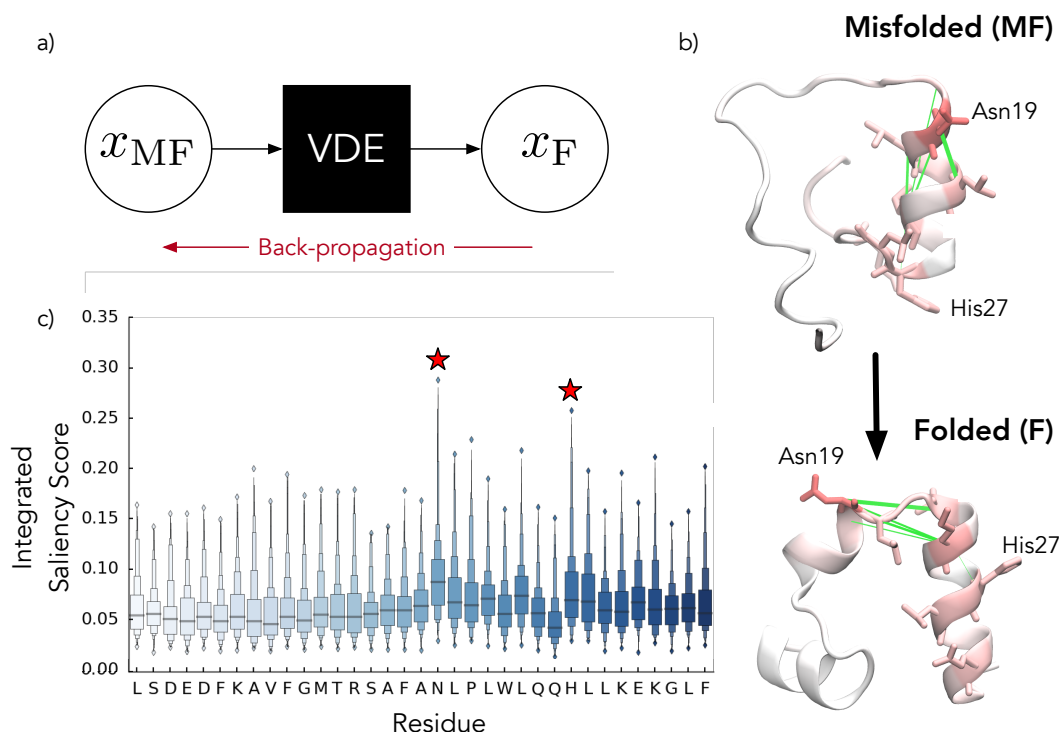 a)
x_MF
VDE
x_F
Back-propagation
b)
Misfolded (MF)
Asn19
His27
Folded (F)
Asn19
His27
c)
0.35
0.30
0.25
0.20
0.15
0.10
0.05
0.00
Integrated
Saliency Score
L S D E D F K A V F G M T R S A F A N L P L W L Q Q H L L K E K G L F
Residue